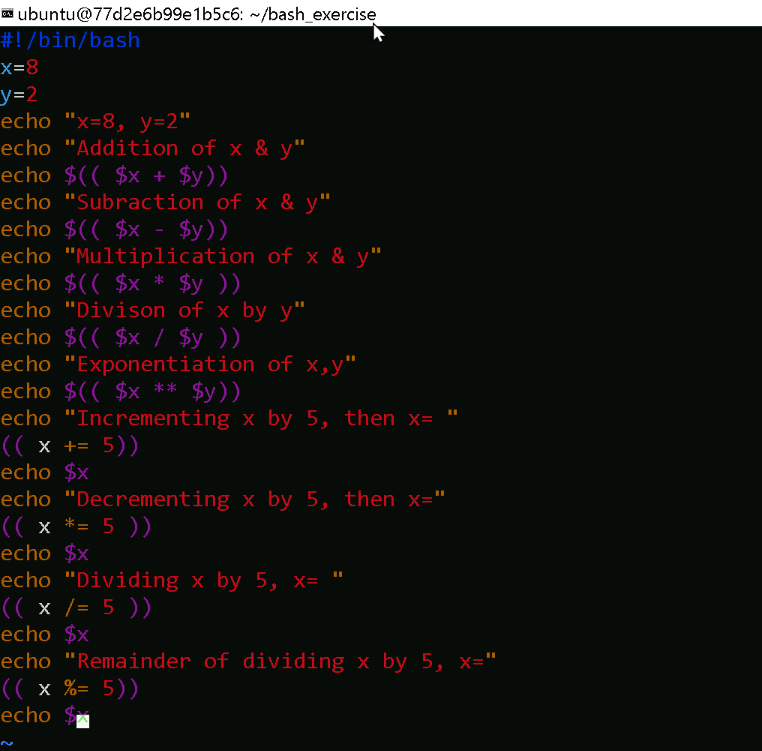 ubuntu@77d2e6b99e1b5c6: ~/bash_exercise
#!/bin/bash
x=8
y=2
echo "x=8, y=2"
echo "Addition of x & y"
echo $(( $x + $y))
echo "Subraction of x & y"
echo $(( $x - $y))
echo "Multiplication of x & y"
echo $(( $x * $y ))
echo "Divison of x by y"
echo $(( $x / $y ))
echo "Exponentiation of x,y"
echo $(( $x ** $y))
echo "Incrementing x by 5, then x= "
(( x += 5))
echo $x
echo "Decrementing x by 5, then x="
(( x *= 5 ))
echo $x
echo "Dividing x by 5, x= "
(( x /= 5 ))
echo $x
echo "Remainder of dividing x by 5, x="
(( x %= 5))
echo $x
~